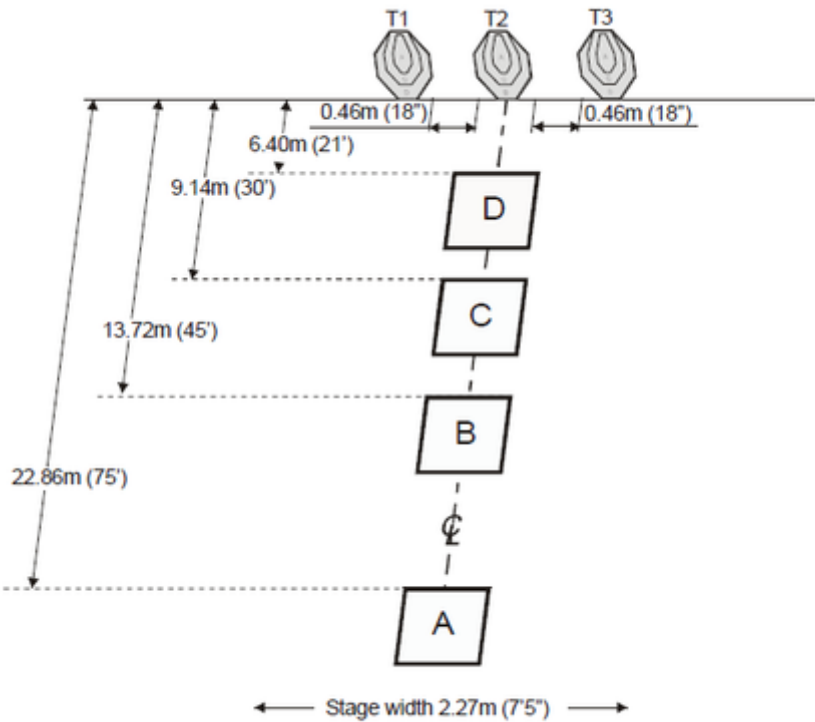 T1 T2 T3
0.46m (18") 0.46m (18")
6.40m (21')
9.14m (30')
D
C
13.72m (45')
B
22.86m (75')
℄
A
Stage width 2.27m (7'5")